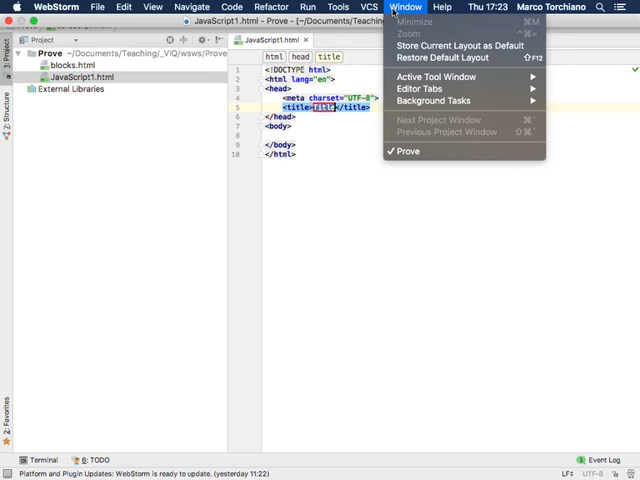 WebStorm File Edit View Navigate Code Refactor Run Tools VCS Window Help Thu 17:23 Marco Torchiano
JavaScript1.html - Prove - [~/Documents/Teaching/
Project
html head title
JavaScript1.html
Prove ~/Documents/Teaching/_VIQ/wsws/Prove
blocks.html
JavaScript1.html
External Libraries
1: Project
7: Structure
2: Favorites
1 <!DOCTYPE html>
2 <html lang="en">
3 <head>
4 <meta charset="UTF-8">
5 <title>Title</title>
6 </head>
7 <body>
8
9 </body>
10 </html>
Minimize ⌘M
Zoom ^⌘=
Store Current Layout as Default
Restore Default Layout ⇧F12
Active Tool Window
Editor Tabs
Background Tasks
Next Project Window ⌘`
Previous Project Window ⇧⌘`
✓ Prove
Terminal 6: TODO 1 Event Log
Platform and Plugin Updates: WebStorm is ready to update. (yesterday 11:22) LF÷ UTF-8